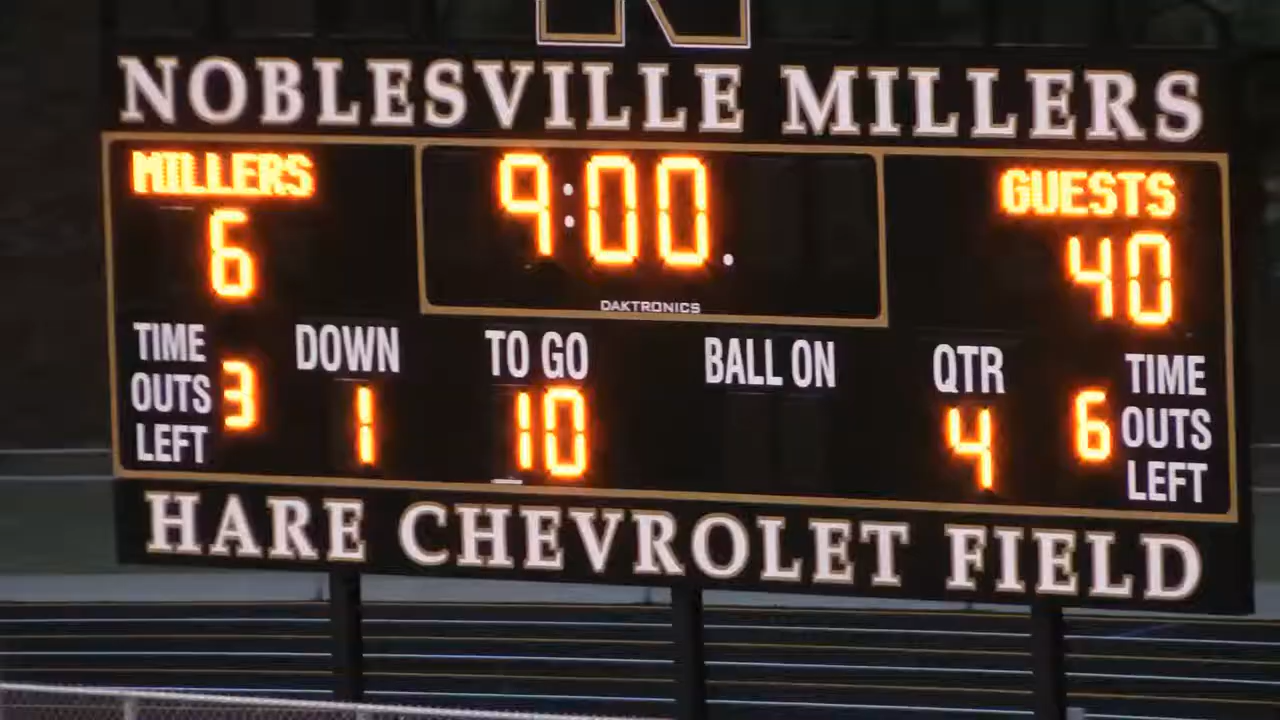 N
NOBLESVILLE MILLERS
MILLERS 9:00. GUESTS
6 40
DAKTRONICS
TIME OUTS LEFT 3
DOWN 1
TO GO 10
BALL ON
QTR 4
6 TIME OUTS LEFT
HARE CHEVROLET FIELD